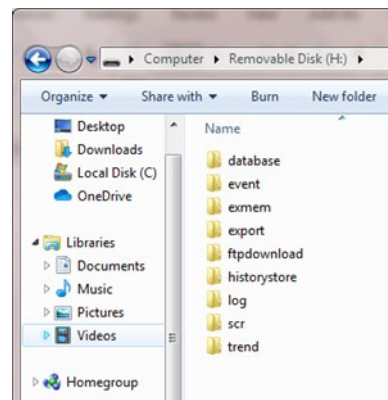 Computer Removable Disk (H:)
Organize Share with Burn New folder
Desktop
Downloads
Local Disk (C)
OneDrive
Libraries
Documents
Music
Pictures
Videos
Homegroup
Name
database
event
exmem
export
ftpdownload
historystore
log
scr
trend